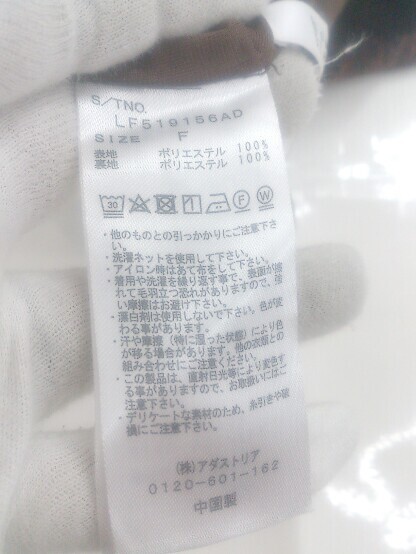 S/TNO.
LF519156AD
SIZE F
表地 ポリエステル 100%
裏地 ポリエステル 100%
30 F W
・他のものとの引っかかりにご注意下さ
い。
・洗濯ネットを使用して下さい。
・アイロン時はあて布をして下さい。
・着用や洗濯を繰り返す事で、表面が擦
れて毛羽立つ恐れがありますので、強
い摩擦はお避け下さい。
・漂白剤は使用しないで下さい。色が変
わる事があります。
・汗や摩擦（特に湿った状態）により色
が移る場合があります。他の衣類との
組み合わせにご注意ください。
・この製品は、直射日光等により変色す
る事がありますので、お取扱いにはご
注意下さい。
・デリケートな素材のため、糸引きや破
損にご注意下さい。
(株)アダストリア
0120-601-162
中国製